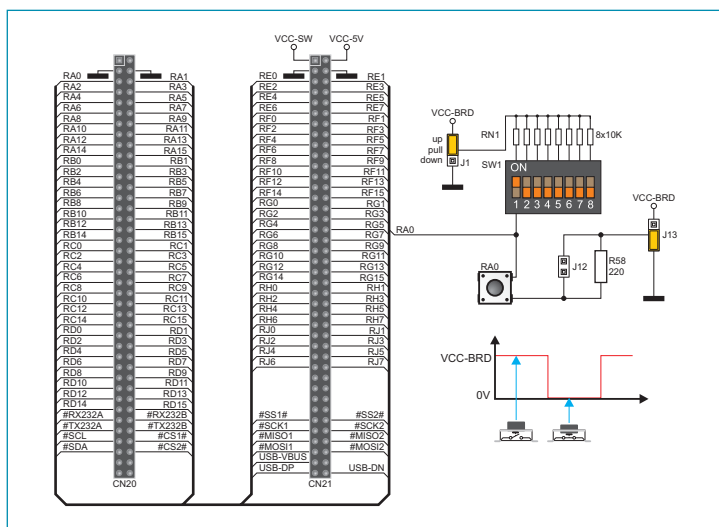 VCC-SW VCC-5V
RA0 RA1
RA2 RA3
RA4 RA5
RA6 RA7
RA8 RA9
RA10 RA11
RA12 RA13
RA14 RA15
RB0 RB1
RB2 RB3
RB4 RB5
RB6 RB7
RB8 RB9
RB10 RB11
RB12 RB13
RB14 RB15
RC0 RC1
RC2 RC3
RC4 RC5
RC6 RC7
RC8 RC9
RC10 RC11
RC12 RC13
RC14 RC15
RD0 RD1
RD2 RD3
RD4 RD5
RD6 RD7
RD8 RD9
RD10 RD11
RD12 RD13
RD14 RD15
#RX232A #RX232B
#TX232A #TX232B
#SCL #CS1#
#SDA #CS2#
CN20
RE0 RE1
RE2 RE3
RE4 RE5
RE6 RE7
RF0 RF1
RF2 RF3
RF4 RF5
RF6 RF7
RF8 RF9
RF10 RF11
RF12 RF13
RF14 RF15
RG0 RG1
RG2 RG3
RG4 RG5
RG6 RG7
RG8 RG9
RG10 RG11
RG12 RG13
RG14 RG15
RH0 RH1
RH2 RH3
RH4 RH5
RH6 RH7
RJ0 RJ1
RJ2 RJ3
RJ4 RJ5
RJ6 RJ7
#SS1# #SS2#
#SCK1 #SCK2
#MISO1 #MISO2
#MOSI1 #MOSI2
USB-VBUS
USB-DP USB-DN
CN21
VCC-BRD
up
pull
down
J1
RN1 8x10K
SW1
ON
1 2 3 4 5 6 7 8
RA0
VCC-BRD
J13
J12
R58
220
RA0
VCC-BRD
0V